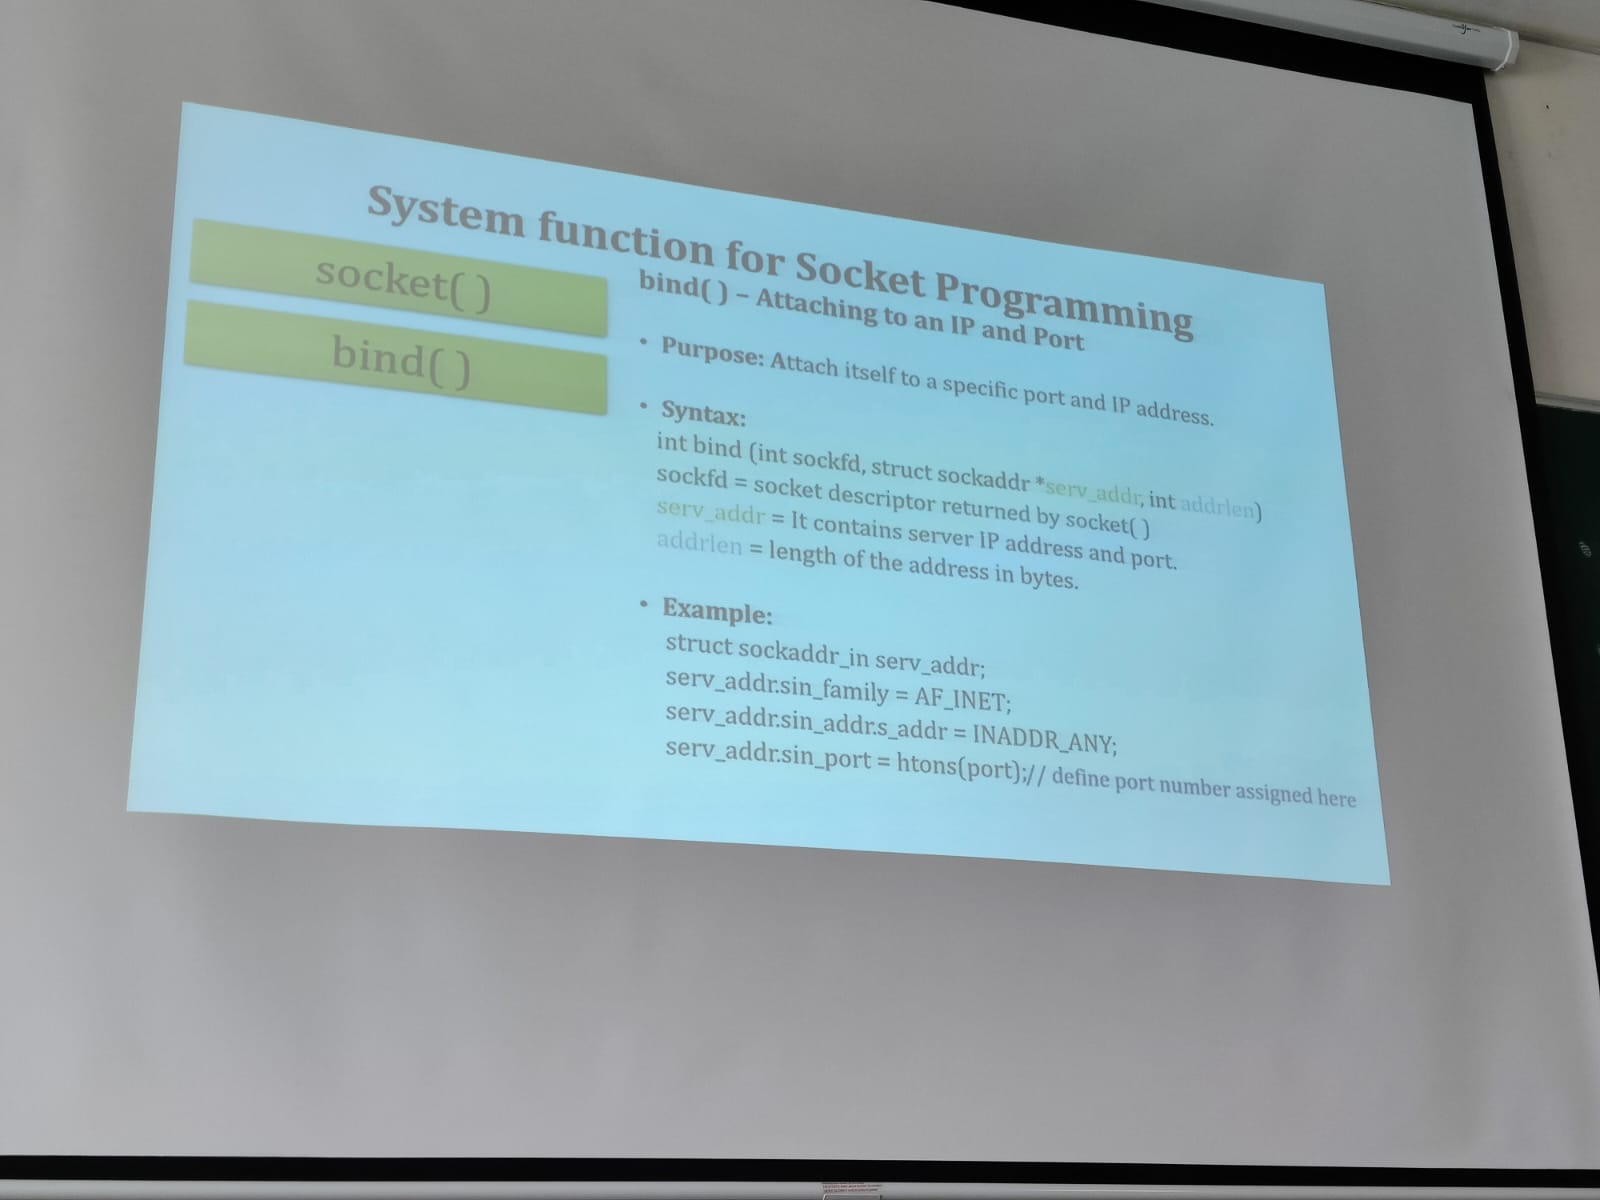 System function for Socket Programming
socket( )
bind( )
bind( ) – Attaching to an IP and Port
• Purpose: Attach itself to a specific port and IP address.
• Syntax:
int bind (int sockfd, struct sockaddr *serv_addr, int addrlen)
sockfd = socket descriptor returned by socket( )
serv_addr = It contains server IP address and port.
addrlen = length of the address in bytes.
• Example:
struct sockaddr_in serv_addr;
serv_addr.sin_family = AF_INET;
serv_addr.sin_addr.s_addr = INADDR_ANY;
serv_addr.sin_port = htons(port);// define port number assigned here